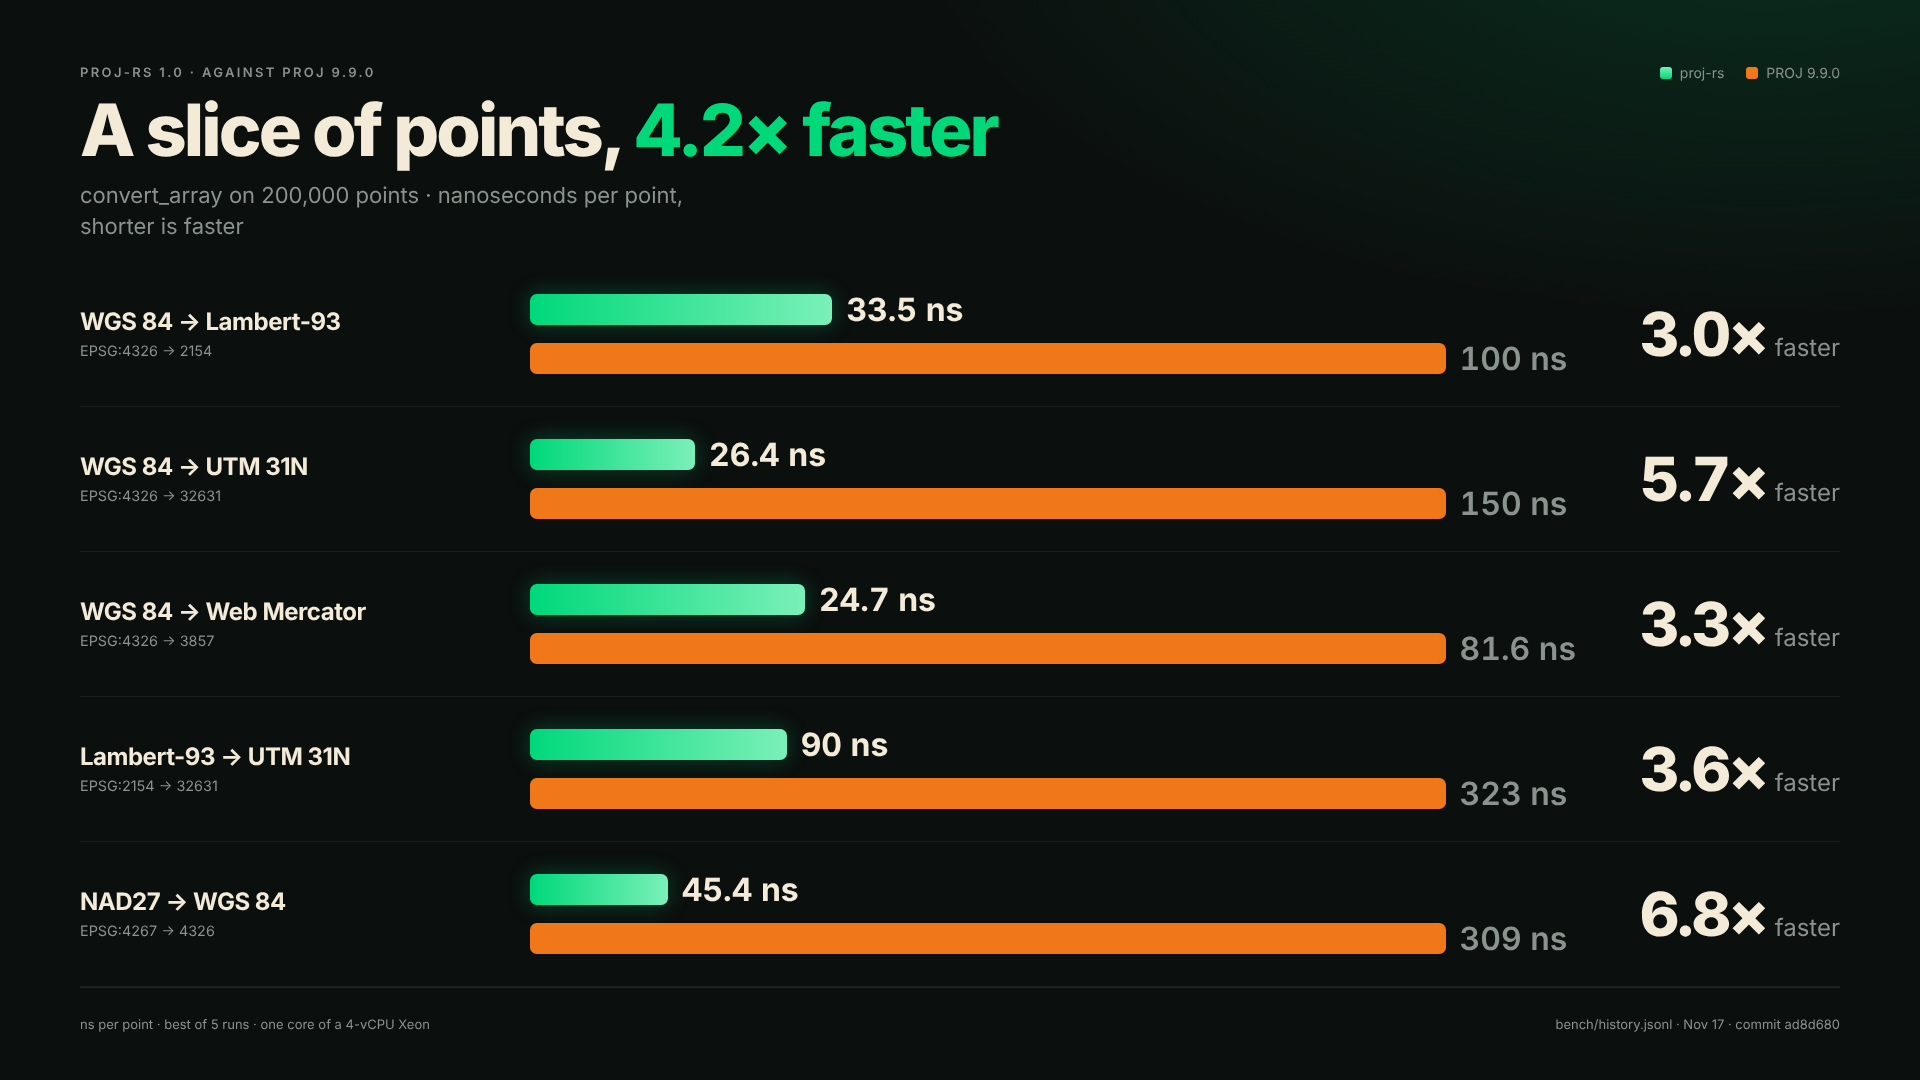 PROJ-RS 1.0 · AGAINST PROJ 9.9.0
proj-rs PROJ 9.9.0
A slice of points, 4.2× faster
convert_array on 200,000 points · nanoseconds per point,
shorter is faster
WGS 84 → Lambert-93
EPSG:4326 → 2154
33.5 ns
100 ns
3.0× faster
WGS 84 → UTM 31N
EPSG:4326 → 32631
26.4 ns
150 ns
5.7× faster
WGS 84 → Web Mercator
EPSG:4326 → 3857
24.7 ns
81.6 ns
3.3× faster
Lambert-93 → UTM 31N
EPSG:2154 → 32631
90 ns
323 ns
3.6× faster
NAD27 → WGS 84
EPSG:4267 → 4326
45.4 ns
309 ns
6.8× faster
ns per point · best of 5 runs · one core of a 4-vCPU Xeon
bench/history.jsonl · Nov 17 · commit ad8d680